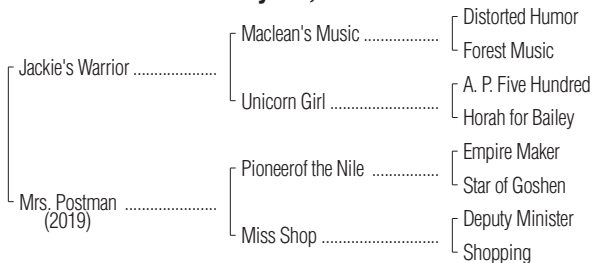 Distorted Humor
Maclean's Music ..................
Forest Music
Jackie's Warrior ....................
A. P. Five Hundred
Unicorn Girl ..........................
Horah for Bailey
Empire Maker
Pioneerof the Nile ................
Star of Goshen
Mrs. Postman ......................
(2019)
Deputy Minister
Miss Shop ............................
Shopping